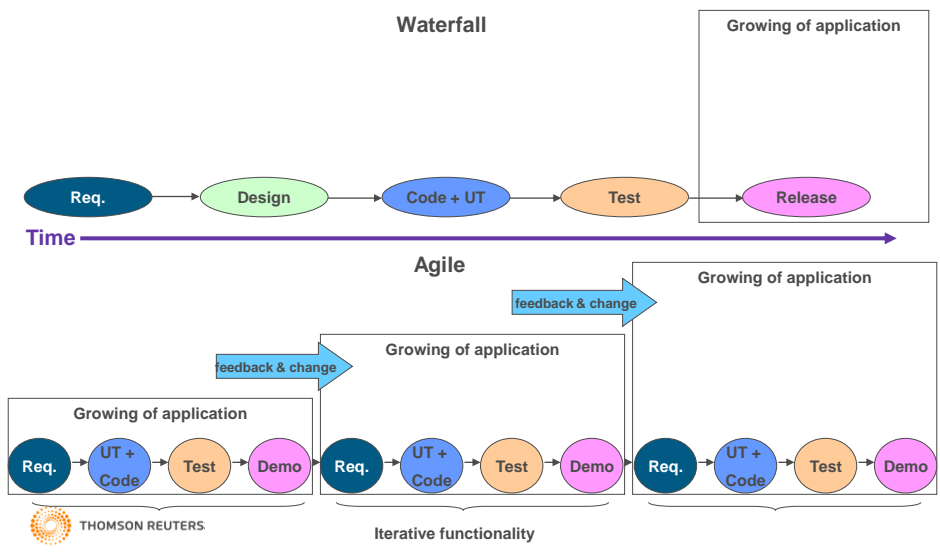 Waterfall
Growing of application
Req.
Design
Code + UT
Test
Release
Time
Agile
Growing of application
feedback & change
Growing of application
feedback & change
Growing of application
Req.
UT +
Code
Test
Demo
Req.
UT +
Code
Test
Demo
Req.
UT +
Code
Test
Demo
THOMSON REUTERS
Iterative functionality